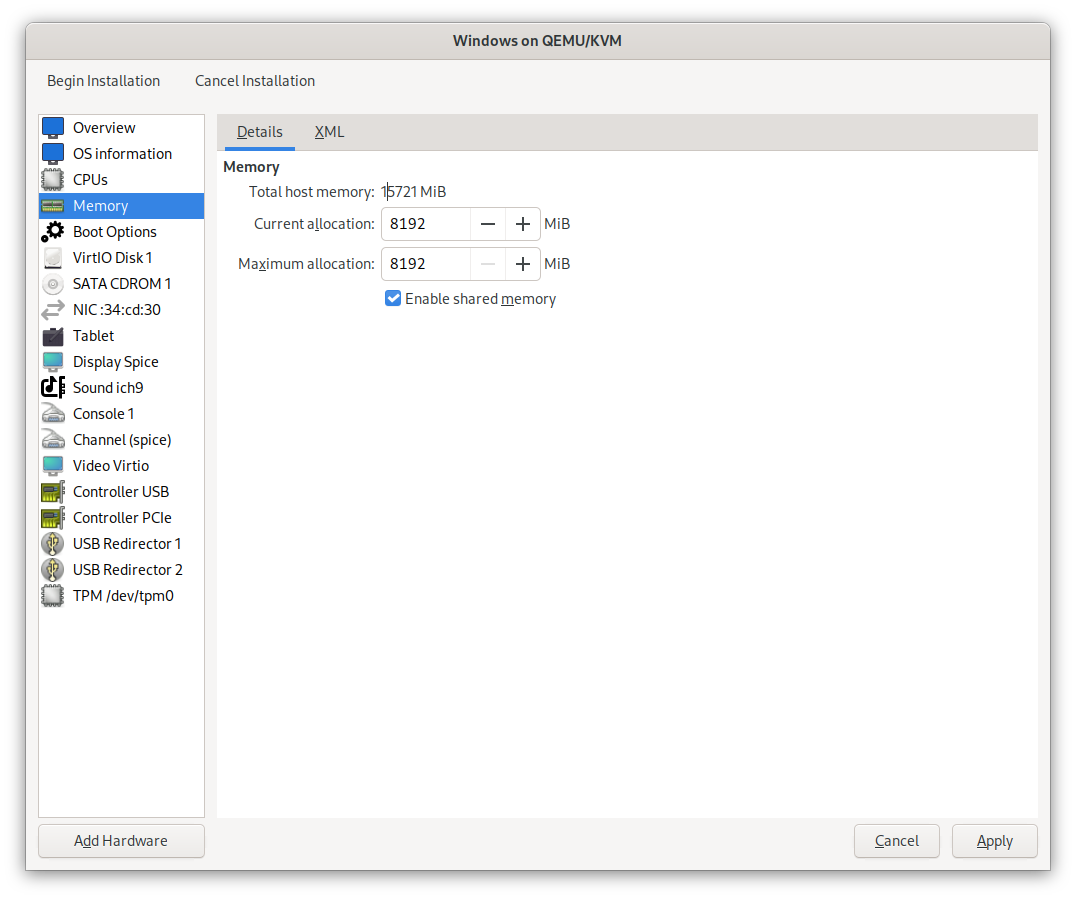 Windows on QEMU/KVM
Begin Installation Cancel Installation
Overview
OS information
CPUs
Memory
Boot Options
VirtIO Disk 1
SATA CDROM 1
NIC :34:cd:30
Tablet
Display Spice
Sound ich9
Console 1
Channel (spice)
Video Virtio
Controller USB
Controller PCIe
USB Redirector 1
USB Redirector 2
TPM /dev/tpm0
Add Hardware
Details XML
Memory
Total host memory: 15721 MiB
Current allocation: 8192 MiB
Maximum allocation: 8192 MiB
Enable shared memory
Cancel Apply